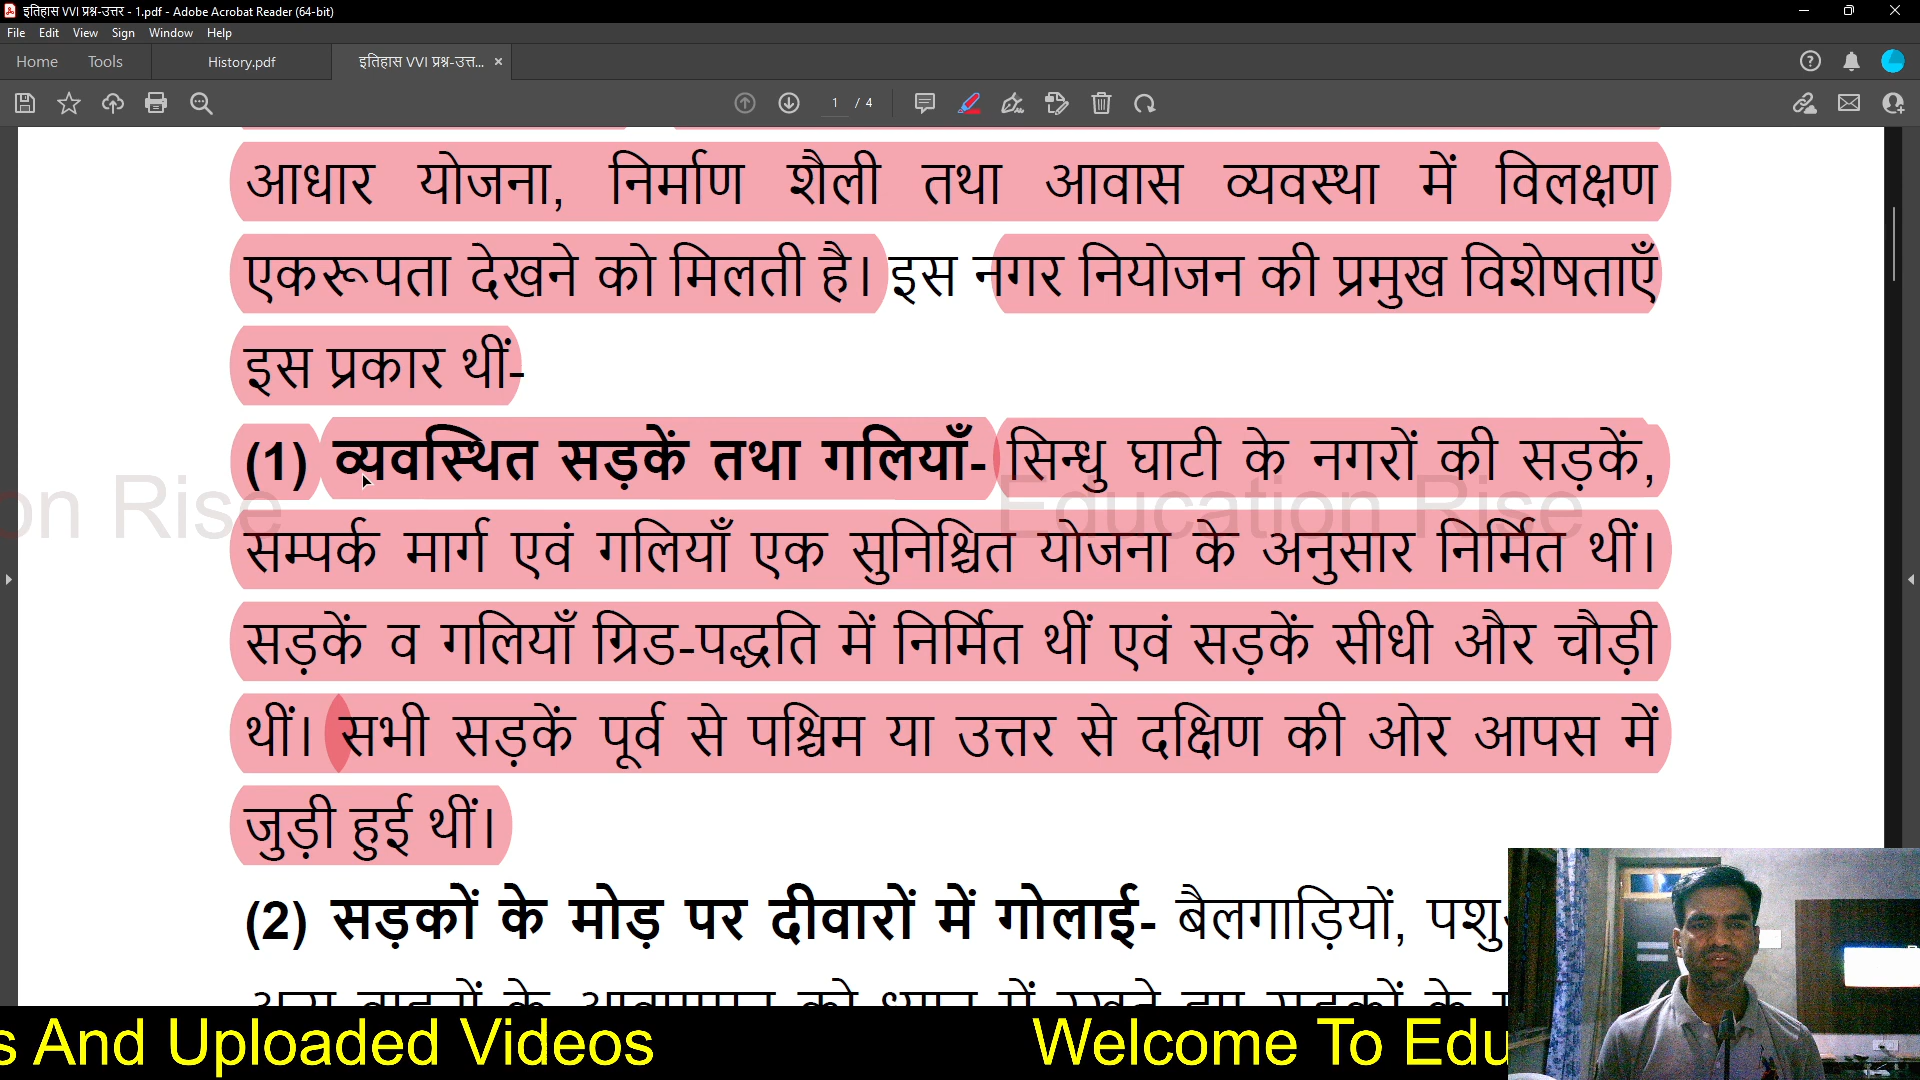 इतिहास VVI प्रश्न-उत्तर - 1.pdf - Adobe Acrobat Reader (64-bit)
File Edit View Sign Window Help
Home Tools History.pdf इतिहास VVI प्रश्न-उत्त... ×
1 / 4
आधार योजना, निर्माण शैली तथा आवास व्यवस्था में विलक्षण
एकरूपता देखने को मिलती है। इस नगर नियोजन की प्रमुख विशेषताएँ
इस प्रकार थीं-
(1) व्यवस्थित सड़कें तथा गलियाँ- सिन्धु घाटी के नगरों की सड़कें,
on Rise Education Rise
सम्पर्क मार्ग एवं गलियाँ एक सुनिश्चित योजना के अनुसार निर्मित थीं।
सड़कें व गलियाँ ग्रिड-पद्धति में निर्मित थीं एवं सड़कें सीधी और चौड़ी
थीं। सभी सड़कें पूर्व से पश्चिम या उत्तर से दक्षिण की ओर आपस में
जुड़ी हुई थीं।
(2) सड़कों के मोड़ पर दीवारों में गोलाई- बैलगाड़ियों,
s And Uploaded Videos Welcome To Edu